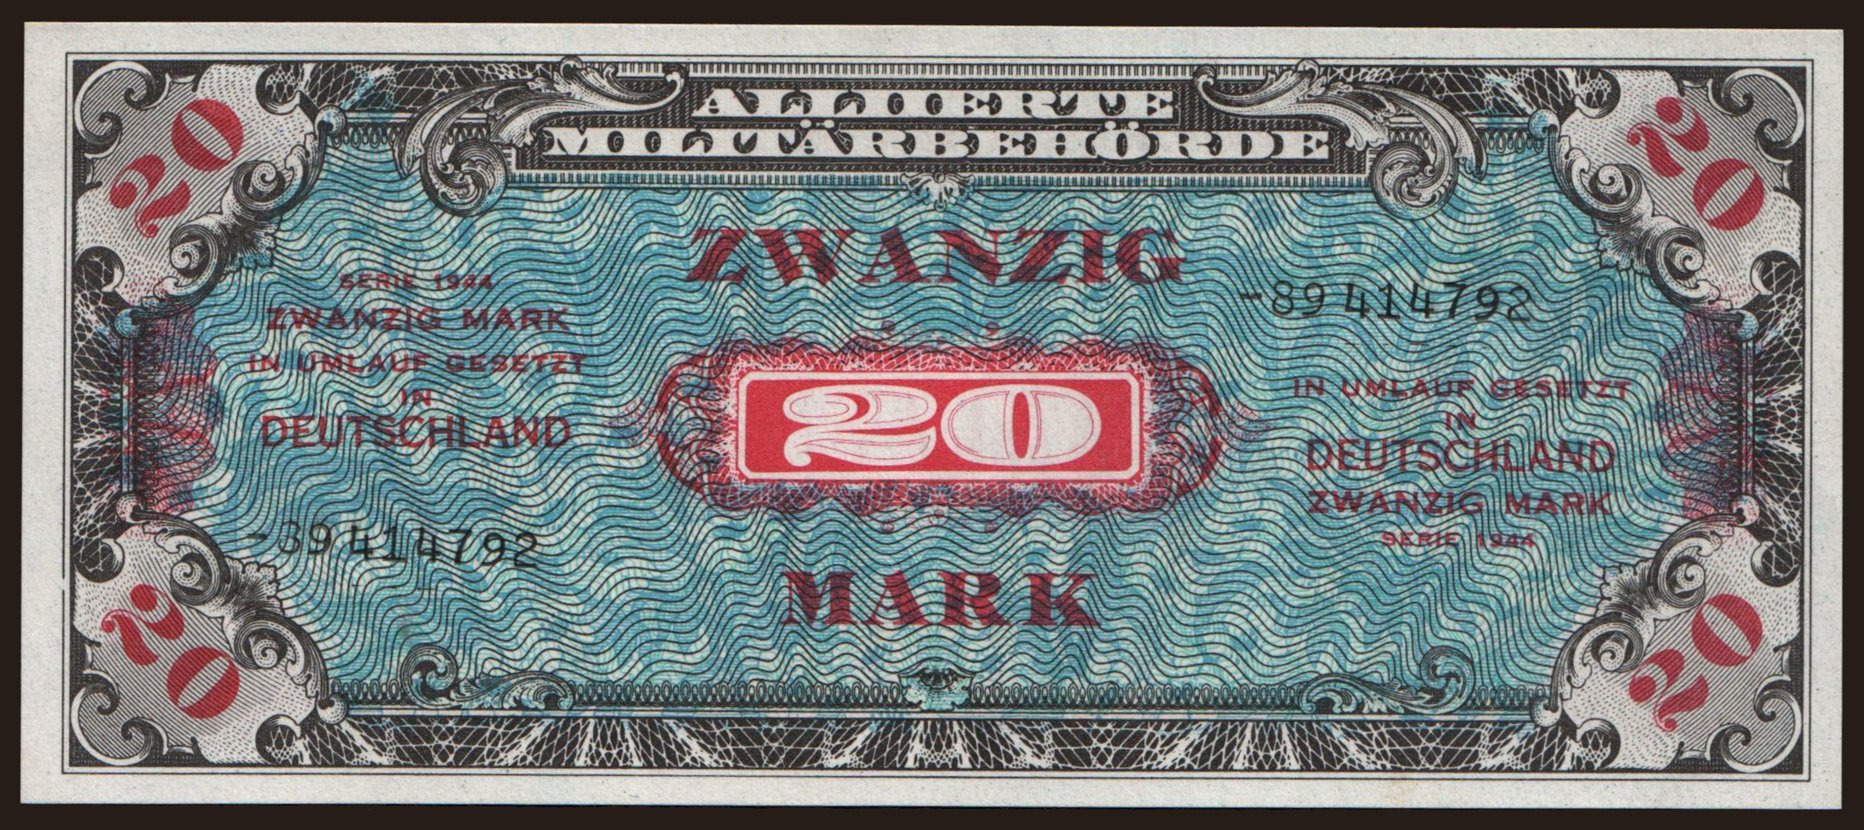 20
20
ALLIIERTE
MILITÄRBEHÖRDE
ZWANZIG
SERIE 1944
ZWANZIG MARK
IN UMLAUF GESETZT
IN
DEUTSCHLAND
-89414792
20
IN UMLAUF GESETZT
IN
DEUTSCHLAND
ZWANZIG MARK
SERIE 1944
-89414792
MARK
20
20